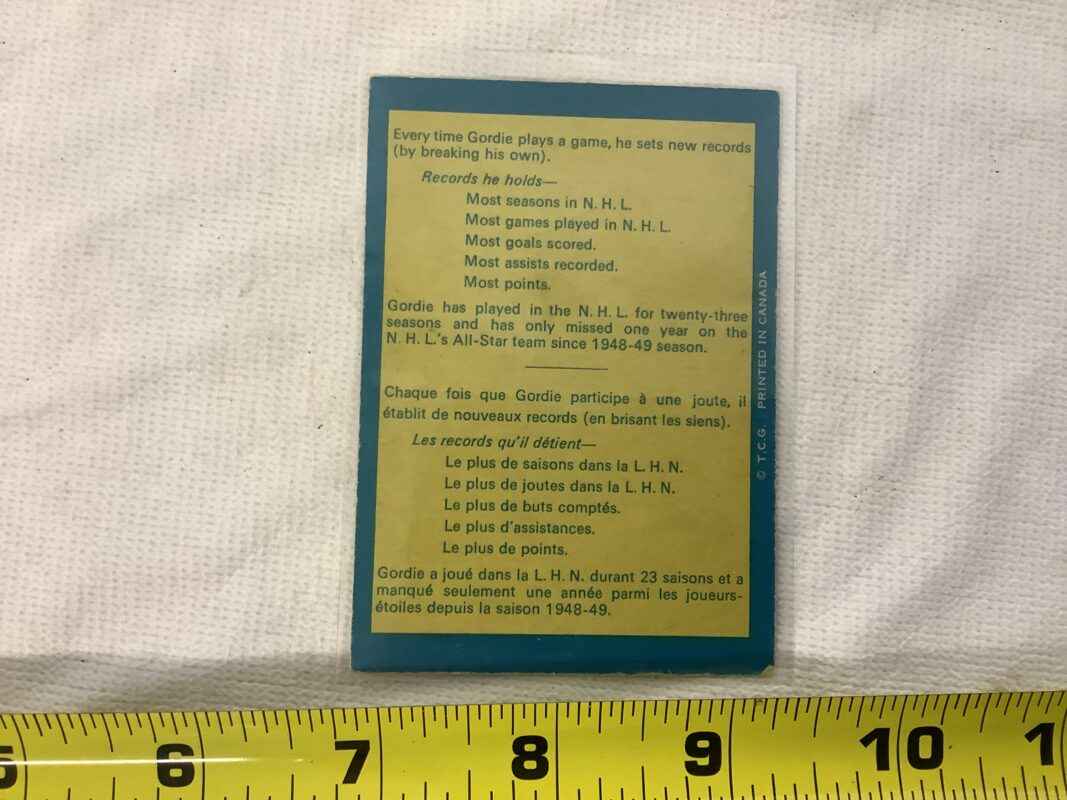 Every time Gordie plays a game, he sets new records
(by breaking his own).
Records he holds—
Most seasons in N. H. L.
Most games played in N. H. L.
Most goals scored.
Most assists recorded.
Most points.
Gordie has played in the N. H. L. for twenty-three
seasons and has only missed one year on the
N. H. L.'s All-Star team since 1948-49 season.
Chaque fois que Gordie participe à une joute, il
établit de nouveaux records (en brisant les siens).
Les records qu'il détient—
Le plus de saisons dans la L. H. N.
Le plus de joutes dans la L. H. N.
Le plus de buts comptés.
Le plus d'assistances.
Le plus de points.
Gordie a joué dans la L. H. N. durant 23 saisons et a
manqué seulement une année parmi les joueurs-
étoiles depuis la saison 1948-49.
© T.C.G. PRINTED IN CANADA
5 6 7 8 9 10 1